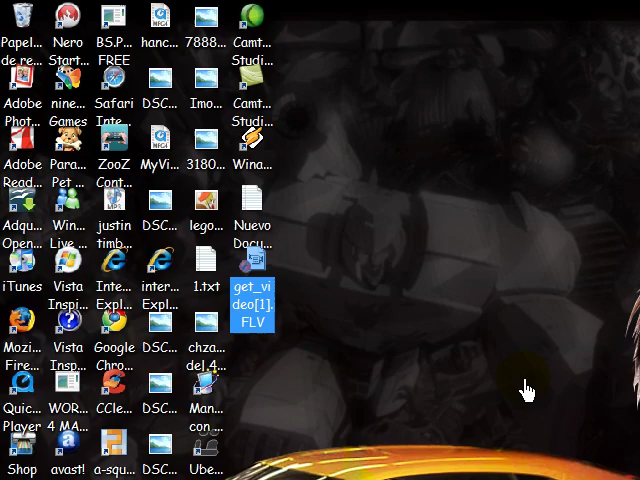 Papel... de re...
Nero Start...
BS.P... FREE
hanc...
7888...
Camt... Studi...
Adobe Phot...
nine... Games
Safari Inte...
DSC...
Imo...
Camt... Studi...
Adobe Read...
Para... Pet ...
ZooZ Cont...
MyVi...
3180...
Wina...
Adqu... Open...
Win... Live ...
justin timb...
DSC...
lego...
Nuevo Docu...
iTunes
Vista Inspi...
Inte... Expl...
inter... Expl...
1.txt
get_vi
deo[1].
FLV
Mozi... Fire...
Vista Insp...
Google Chro...
DSC...
chza... del,4...
Quic... Player
WOR... 4 MA...
CCle...
DSC...
Man... con ...
Shop
avast!
a-squ...
DSC...
Ube...